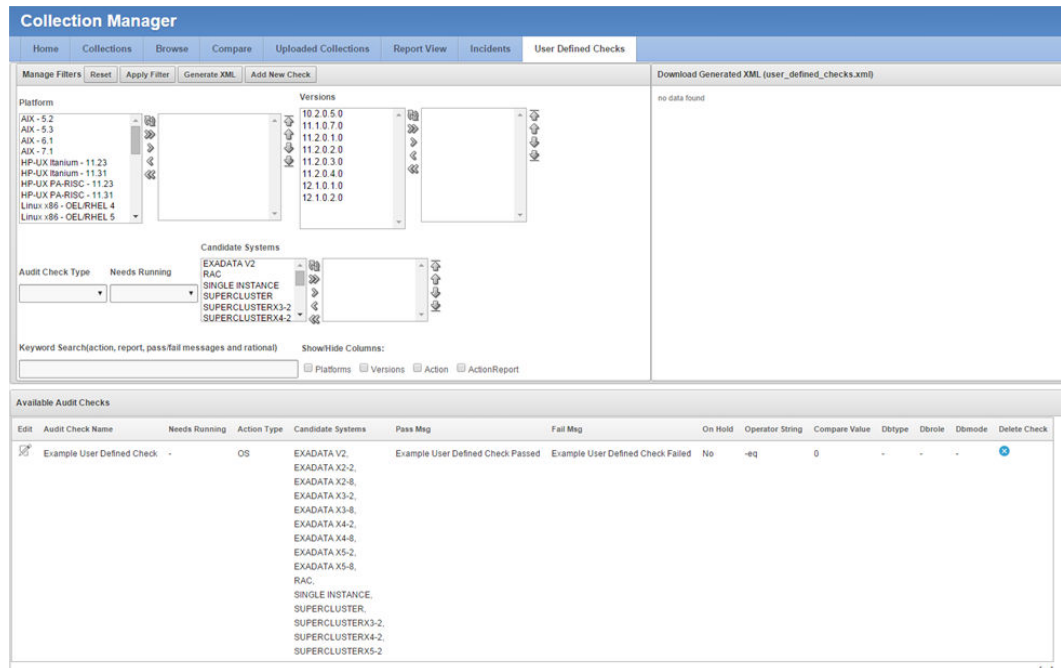 Collection Manager
Home Collections Browse Compare Uploaded Collections Report View Incidents User Defined Checks
Manage Filters Reset Apply Filter Generate XML Add New Check
Download Generated XML (user_defined_checks.xml)
no data found
Platform
AIX - 5.2
AIX - 5.3
AIX - 6.1
AIX - 7.1
HP-UX Itanium - 11.23
HP-UX Itanium - 11.31
HP-UX PA-RISC - 11.23
HP-UX PA-RISC - 11.31
Linux x86 - OEL/RHEL 4
Linux x86 - OEL/RHEL 5
Versions
10.2.0.5.0
11.1.0.7.0
11.2.0.1.0
11.2.0.2.0
11.2.0.3.0
11.2.0.4.0
12.1.0.1.0
12.1.0.2.0
Audit Check Type
Needs Running
Candidate Systems
EXADATA V2
RAC
SINGLE INSTANCE
SUPERCLUSTER
SUPERCLUSTERX3-2
SUPERCLUSTERX4-2
Keyword Search(action, report, pass/fail messages and rational)
Show/Hide Columns:
Platforms Versions Action ActionReport
Available Audit Checks
Edit Audit Check Name Needs Running Action Type Candidate Systems Pass Msg Fail Msg On Hold Operator String Compare Value Dbtype Dbrole Dbmode Delete Check
Example User Defined Check - OS EXADATA V2, Example User Defined Check Passed Example User Defined Check Failed No -eq 0 - - -
EXADATA X2-2,
EXADATA X2-8,
EXADATA X3-2,
EXADATA X3-8,
EXADATA X4-2,
EXADATA X4-8,
EXADATA X5-2,
EXADATA X5-8,
RAC,
SINGLE INSTANCE,
SUPERCLUSTER,
SUPERCLUSTERX3-2,
SUPERCLUSTERX4-2,
SUPERCLUSTERX5-2